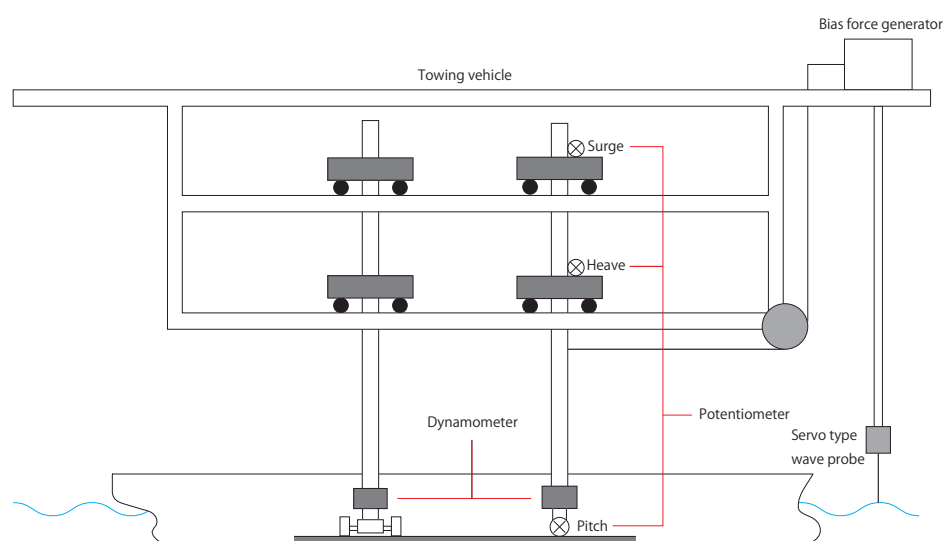 Bias force generator
Towing vehicle
Surge
Heave
Potentiometer
Dynamometer
Servo type
wave probe
Pitch